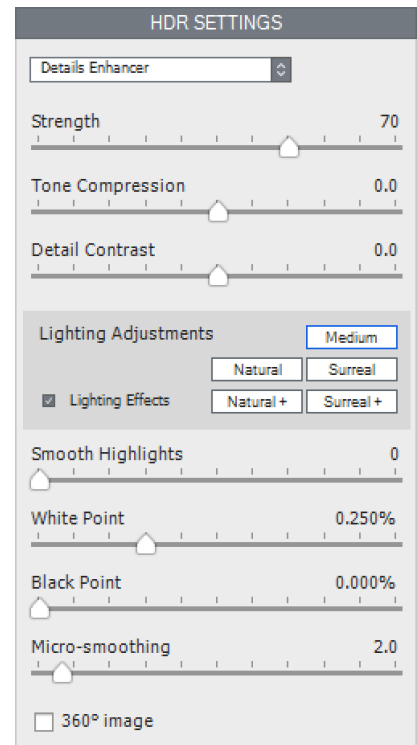 HDR SETTINGS
Details Enhancer
Strength 70
Tone Compression 0.0
Detail Contrast 0.0
Lighting Adjustments Medium
Natural Surreal
Lighting Effects Natural + Surreal +
Smooth Highlights 0
White Point 0.250%
Black Point 0.000%
Micro-smoothing 2.0
360º image